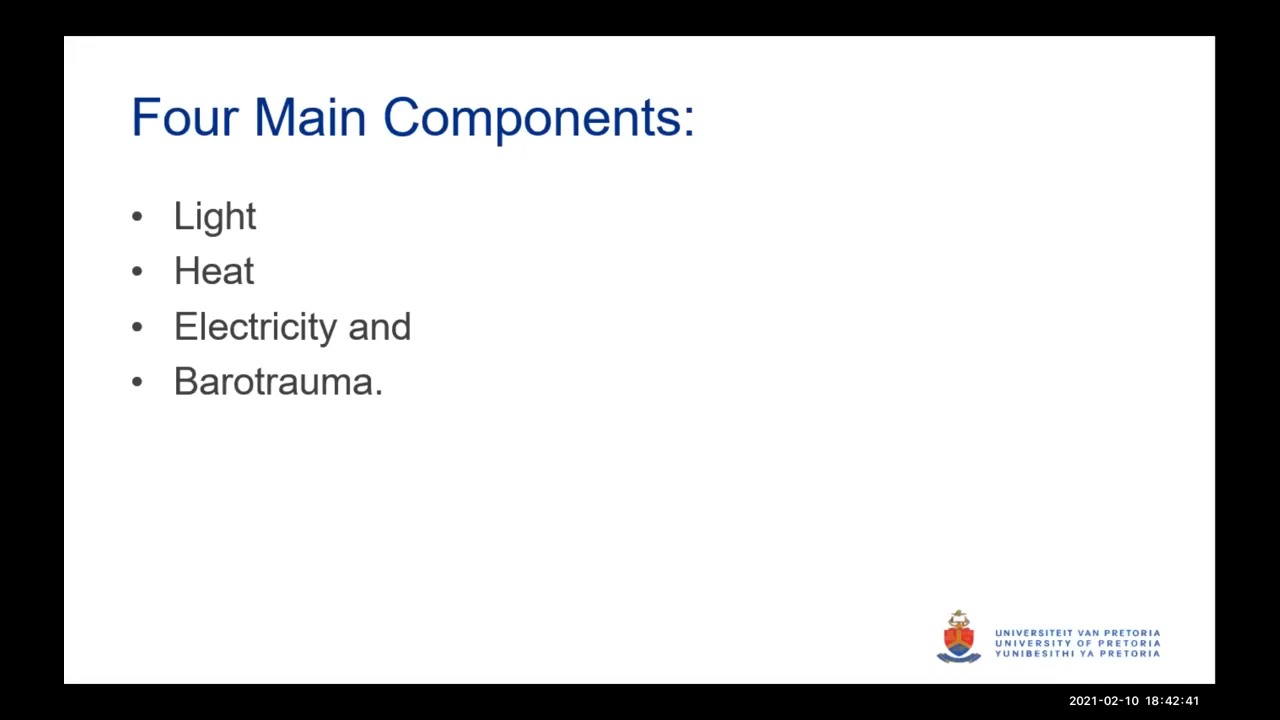 Four Main Components:
• Light
• Heat
• Electricity and
• Barotrauma.
UNIVERSITEIT VAN PRETORIA
UNIVERSITY OF PRETORIA
YUNIBESITHI YA PRETORIA
2021-02-10 18:42:41